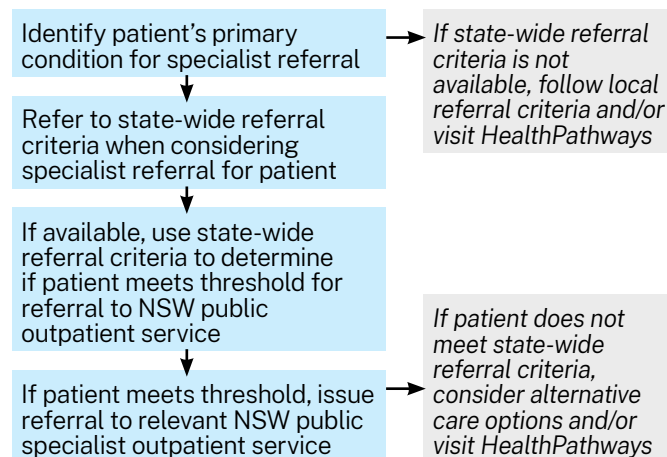 Identify patient's primary
condition for specialist referral
If state-wide referral
criteria is not
available, follow local
referral criteria and/or
visit HealthPathways
Refer to state-wide referral
criteria when considering
specialist referral for patient
If available, use state-wide
referral criteria to determine
if patient meets threshold for
referral to NSW public
outpatient service
If patient meets threshold, issue
referral to relevant NSW public
specialist outpatient service
If patient does not
meet state-wide
referral criteria,
consider alternative
care options and/or
visit HealthPathways